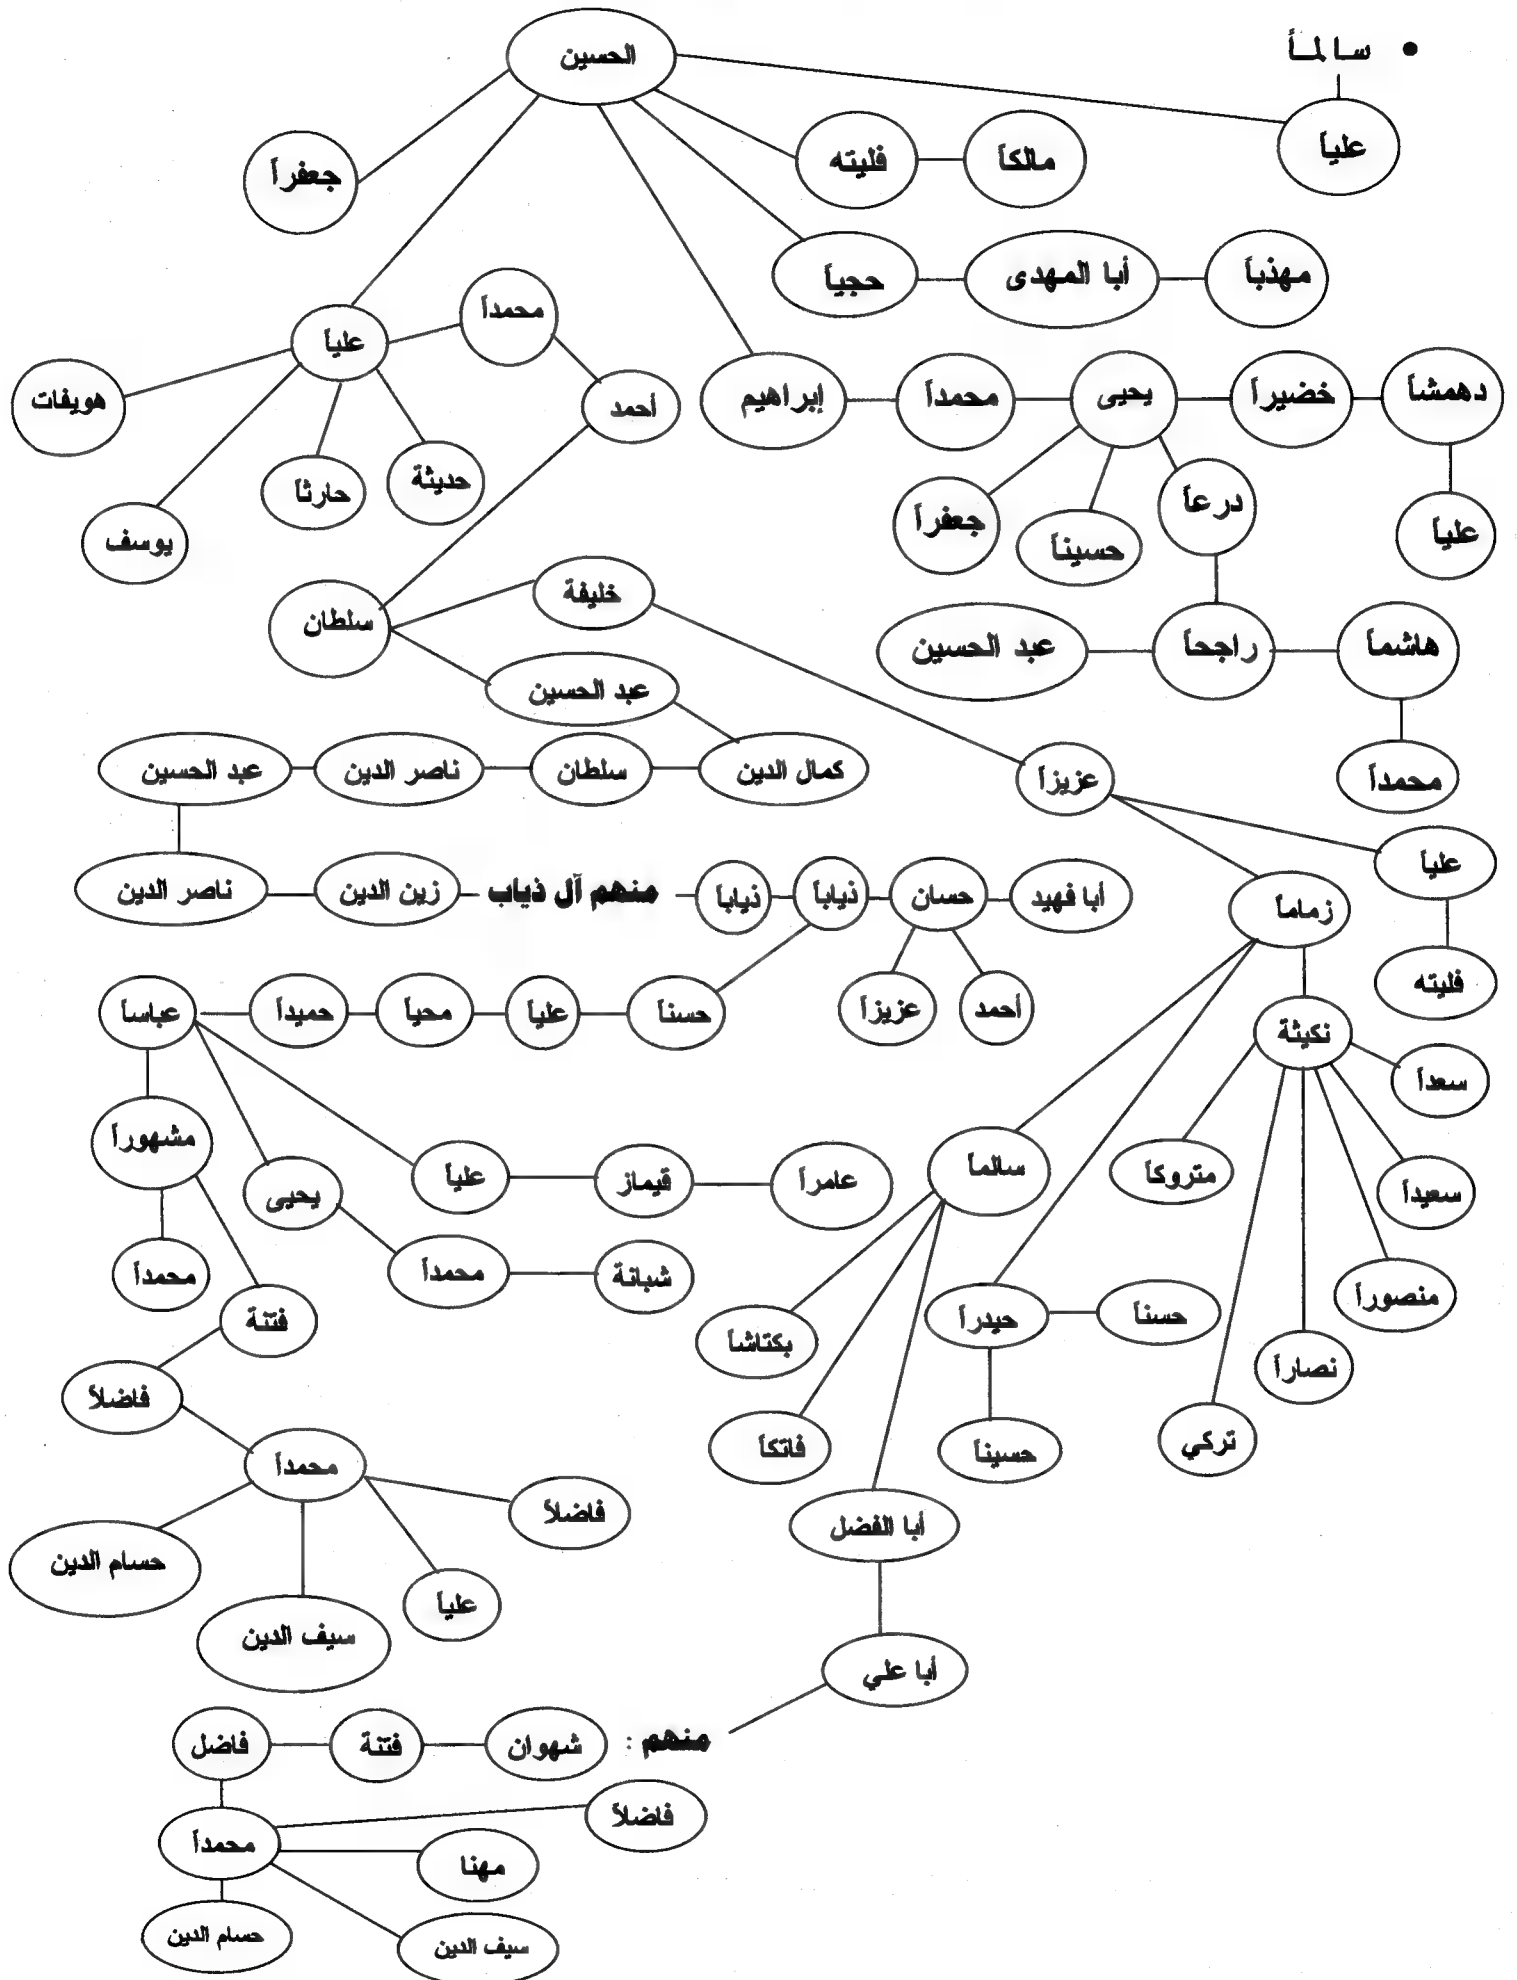 • سالماً
الحسين
علياً
فليته
مالكاً
جعفراً
حجياً
أبا المهدى
مهذباً
محمداً
علياً
هويفات
أحمد
إبراهيم
محمداً
يحيى
خضيراً
دهمشاً
حديثة
حارثاً
يوسف
درعاً
جعفراً
حسيناً
علياً
خليفة
سلطان
عبد الحسين
هاشماً
راجحاً
عبد الحسين
محمداً
كمال الدين
سلطان
ناصر الدين
عبد الحسين
عزيزاً
علياً
أبا فهيد
حسان
ذياباً
ذياباً
منهم آل ذياب
زين الدين
ناصر الدين
زماماً
فليته
أحمد
عزيزاً
حسناً
علياً
محياً
حميداً
عباساً
نكيثة
سعداً
مشهوراً
يحيى
علياً
قيماز
عامراً
سالماً
متروكاً
سعيداً
محمداً
محمداً
شبانة
منصوراً
فتنة
بكتاشاً
حيدراً
حسناً
نصاراً
فاضلاً
فاتكاً
حسيناً
تركي
محمداً
فاضلاً
أبا الفضل
حسام الدين
علياً
سيف الدين
أبا علي
منهم :
شهوان
فتنة
فاضل
فاضلاً
محمداً
مهنا
حسام الدين
سيف الدين